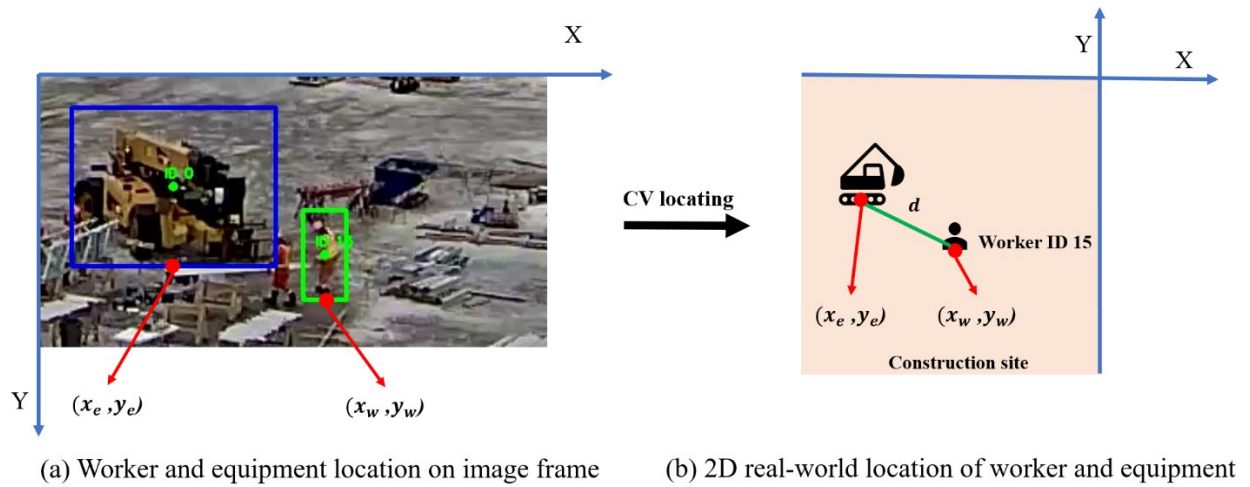 X
Y
X
ID 0
ID 15
CV locating
d
Worker ID 15
(x_e ,y_e)
(x_w ,y_w)
Construction site
Y
(x_e ,y_e)
(x_w ,y_w)
(a) Worker and equipment location on image frame
(b) 2D real-world location of worker and equipment